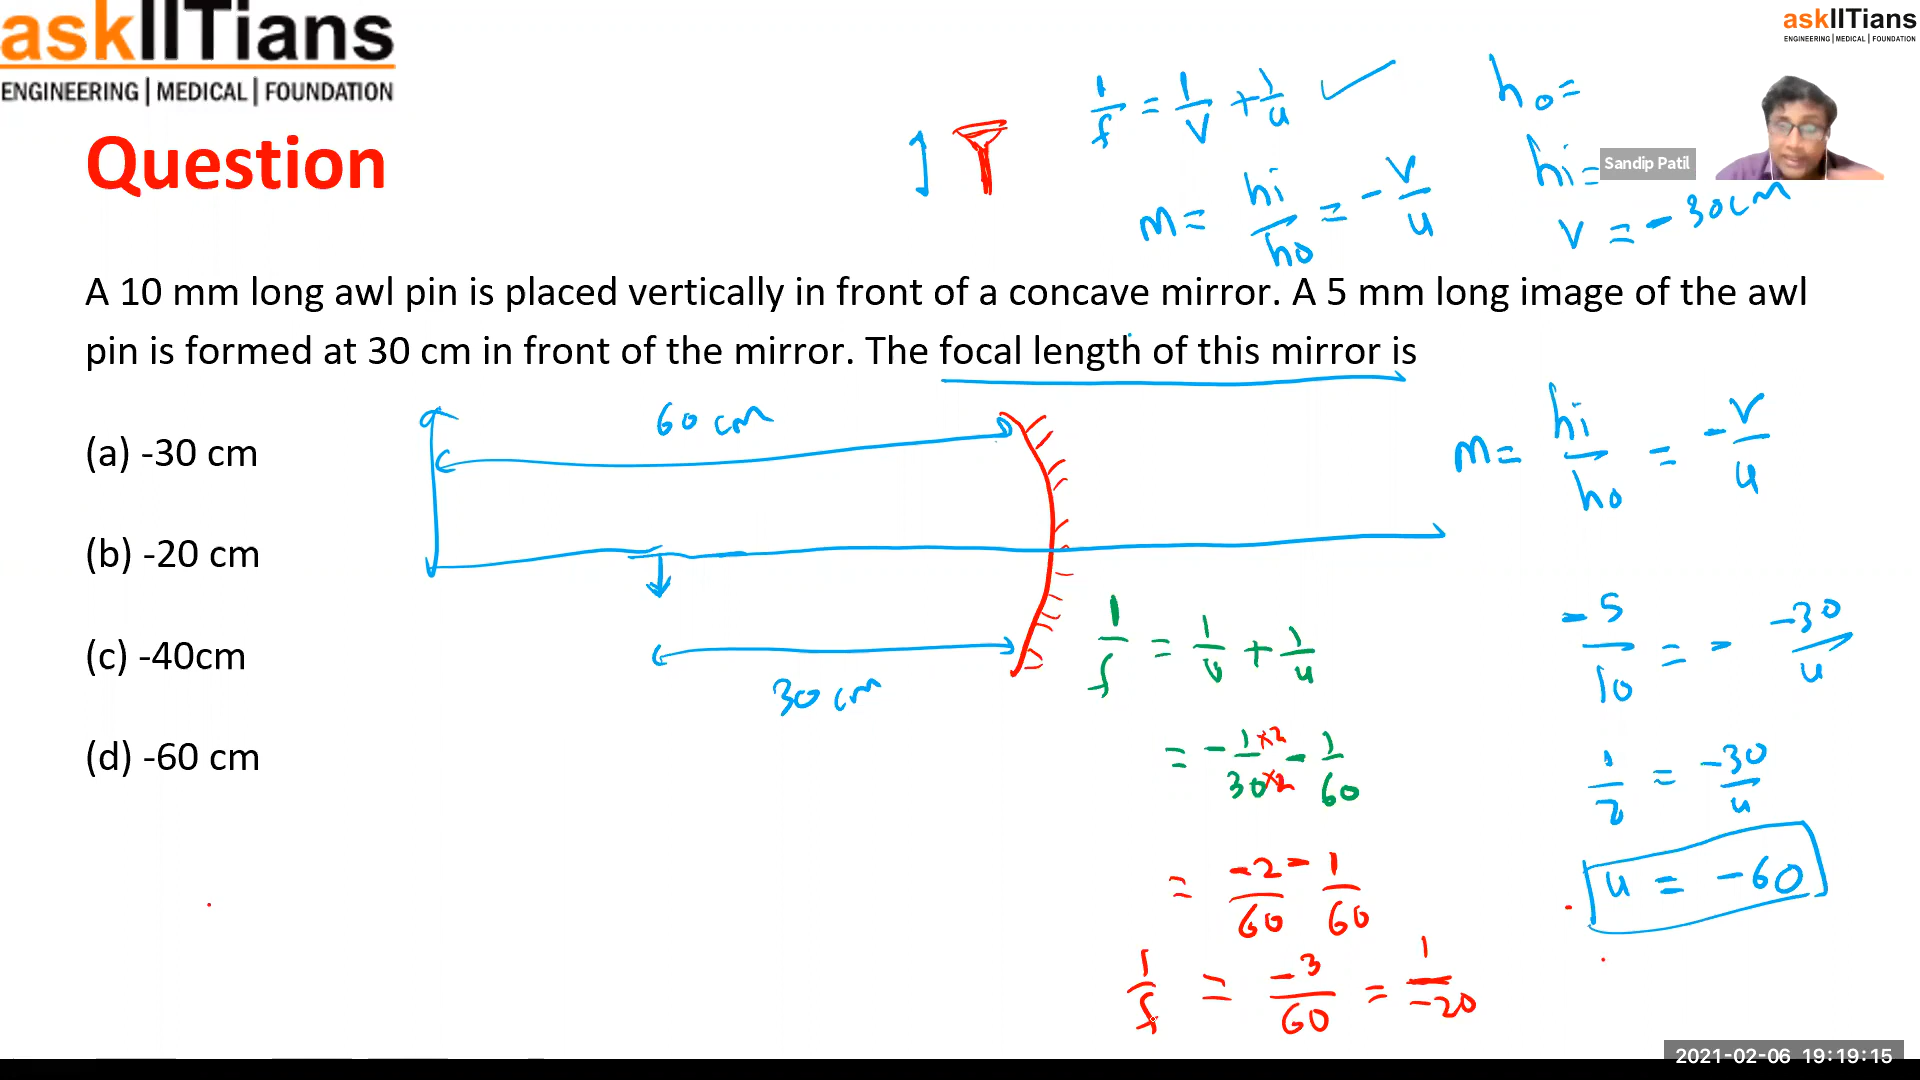 askIITians
ENGINEERING | MEDICAL | FOUNDATION
askIITians
ENGINEERING | MEDICAL | FOUNDATION
Question
1/f = 1/v + 1/u ✓
m = hi/ho = -v/u
ho =
hi =
Sandip Patil
v = -30cm
A 10 mm long awl pin is placed vertically in front of a concave mirror. A 5 mm long image of the awl
pin is formed at 30 cm in front of the mirror. The focal length of this mirror is
(a) -30 cm
(b) -20 cm
(c) -40cm
(d) -60 cm
60 cm
30 cm
1/f = 1/v + 1/u
= -1×2/30×2 - 1/60
= -2/60 - 1/60
1/f = -3/60 = 1/-20
m = hi/ho = -v/u
-5/10 = - -30/u
1/2 = -30/u
u = -60
2021-02-06 19:19:15